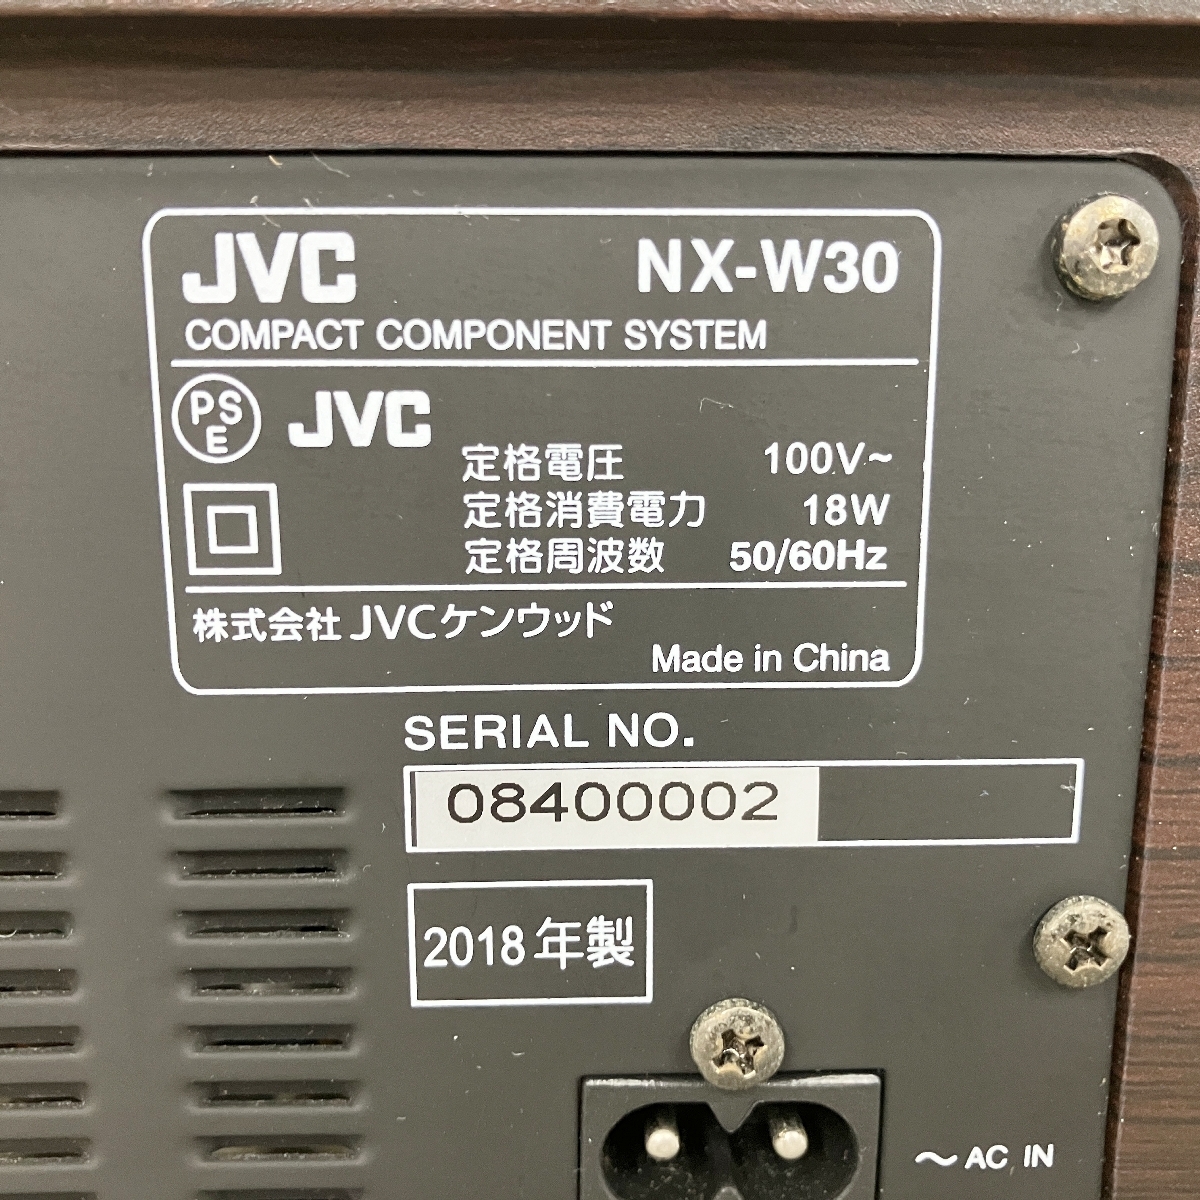 JVC NX-W30
COMPACT COMPONENT SYSTEM
PS
E
JVC
定格電圧 100V~
定格消費電力 18W
定格周波数 50/60Hz
株式会社JVCケンウッド
Made in China
SERIAL NO.
08400002
2018年製
~AC IN